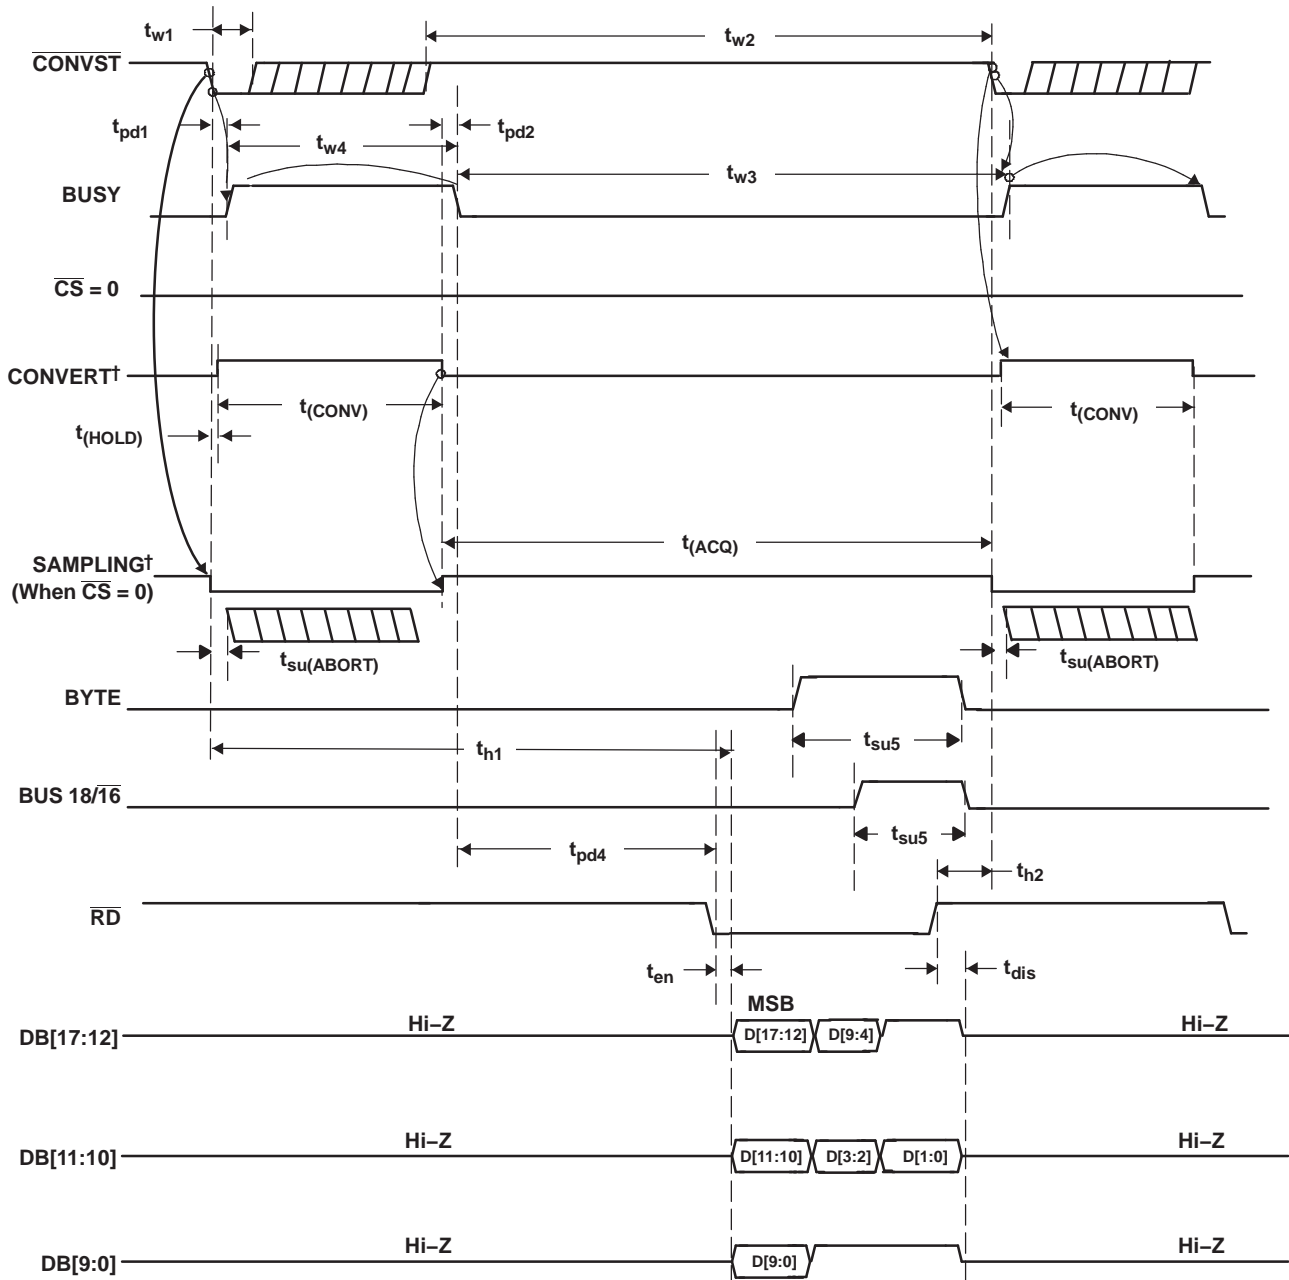 tw1
tw2
CONVST
tpd1
tw4
tpd2
tw3
BUSY
CS = 0
CONVERT†
t(CONV)
t(CONV)
t(HOLD)
t(ACQ)
SAMPLING†
(When CS = 0)
tsu(ABORT)
tsu(ABORT)
BYTE
tsu5
th1
BUS 18/16
tsu5
tpd4
th2
RD
ten
tdis
MSB
Hi–Z
Hi–Z
DB[17:12]
D[17:12]
D[9:4]
Hi–Z
Hi–Z
DB[11:10]
D[11:10]
D[3:2]
D[1:0]
Hi–Z
Hi–Z
DB[9:0]
D[9:0]